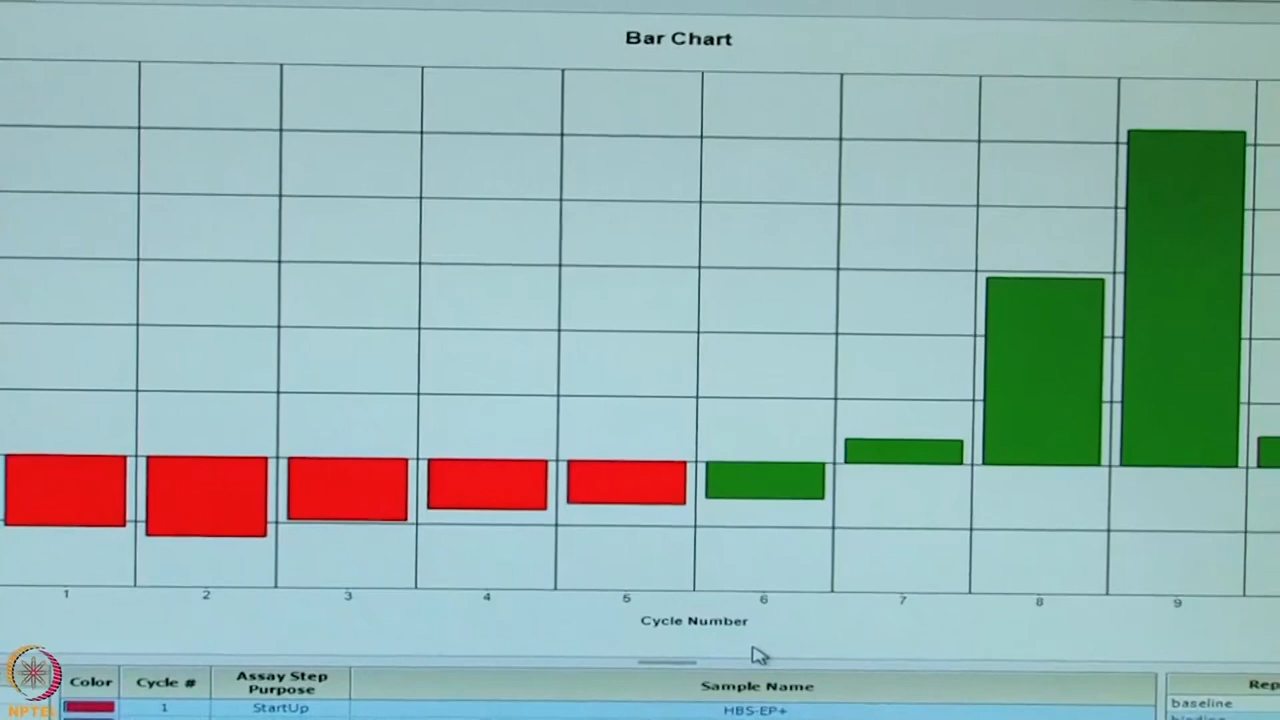 Bar Chart
1 2 3 4 5 6 7 8 9
Cycle Number
Color Cycle # Assay Step Purpose Sample Name
1 StartUp HBS-EP+
baseline
NPTEL